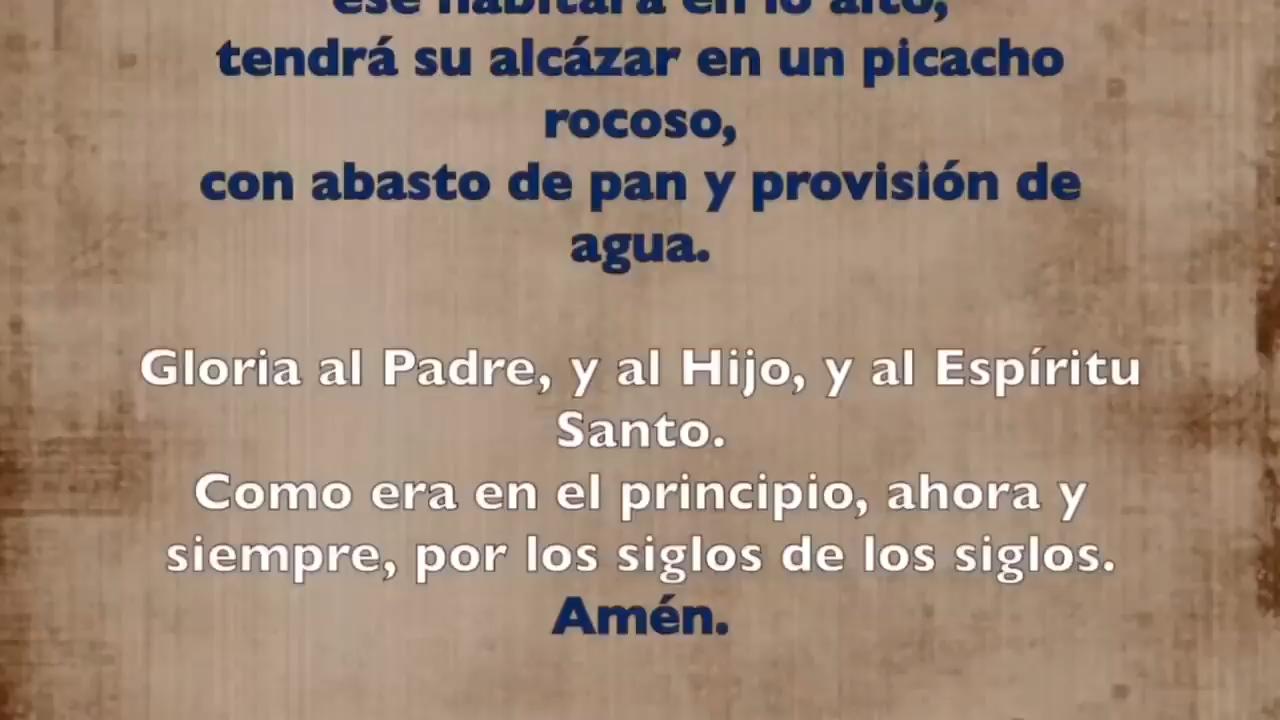 ese habitará en lo alto,
tendrá su alcázar en un picacho
rocoso,
con abasto de pan y provisión de
agua.
Gloria al Padre, y al Hijo, y al Espíritu
Santo.
Como era en el principio, ahora y
siempre, por los siglos de los siglos.
Amén.